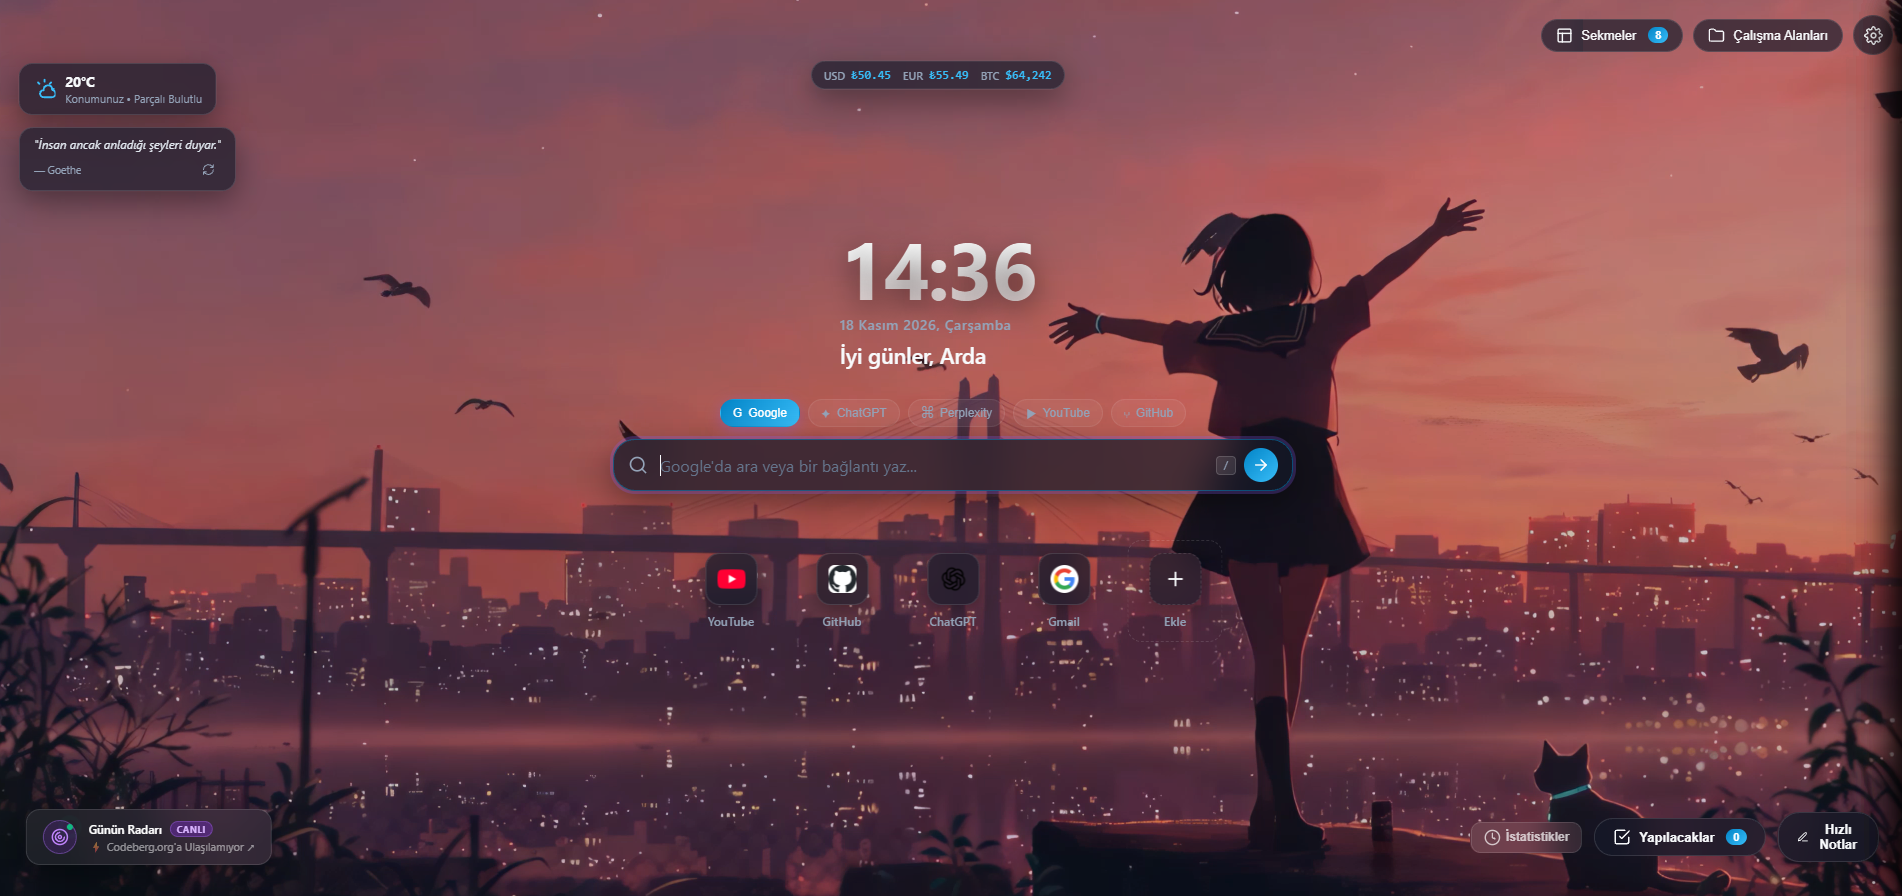 Sekmeler 8
Çalışma Alanları
20°C
Konumunuz • Parçalı Bulutlu
USD ₺50.45 EUR ₺55.49 BTC $64,242
"İnsan ancak anladığı şeyleri duyar."
— Goethe
14:36
18 Kasım 2026, Çarşamba
İyi günler, Arda
G Google
ChatGPT
Perplexity
YouTube
GitHub
Google'da ara veya bir bağlantı yaz...
/
YouTube
GitHub
ChatGPT
Gmail
Ekle
Günün Radarı CANLI
Codeberg.org'a Ulaşılamıyor ↗
İstatistikler
Yapılacaklar 0
Hızlı
Notlar